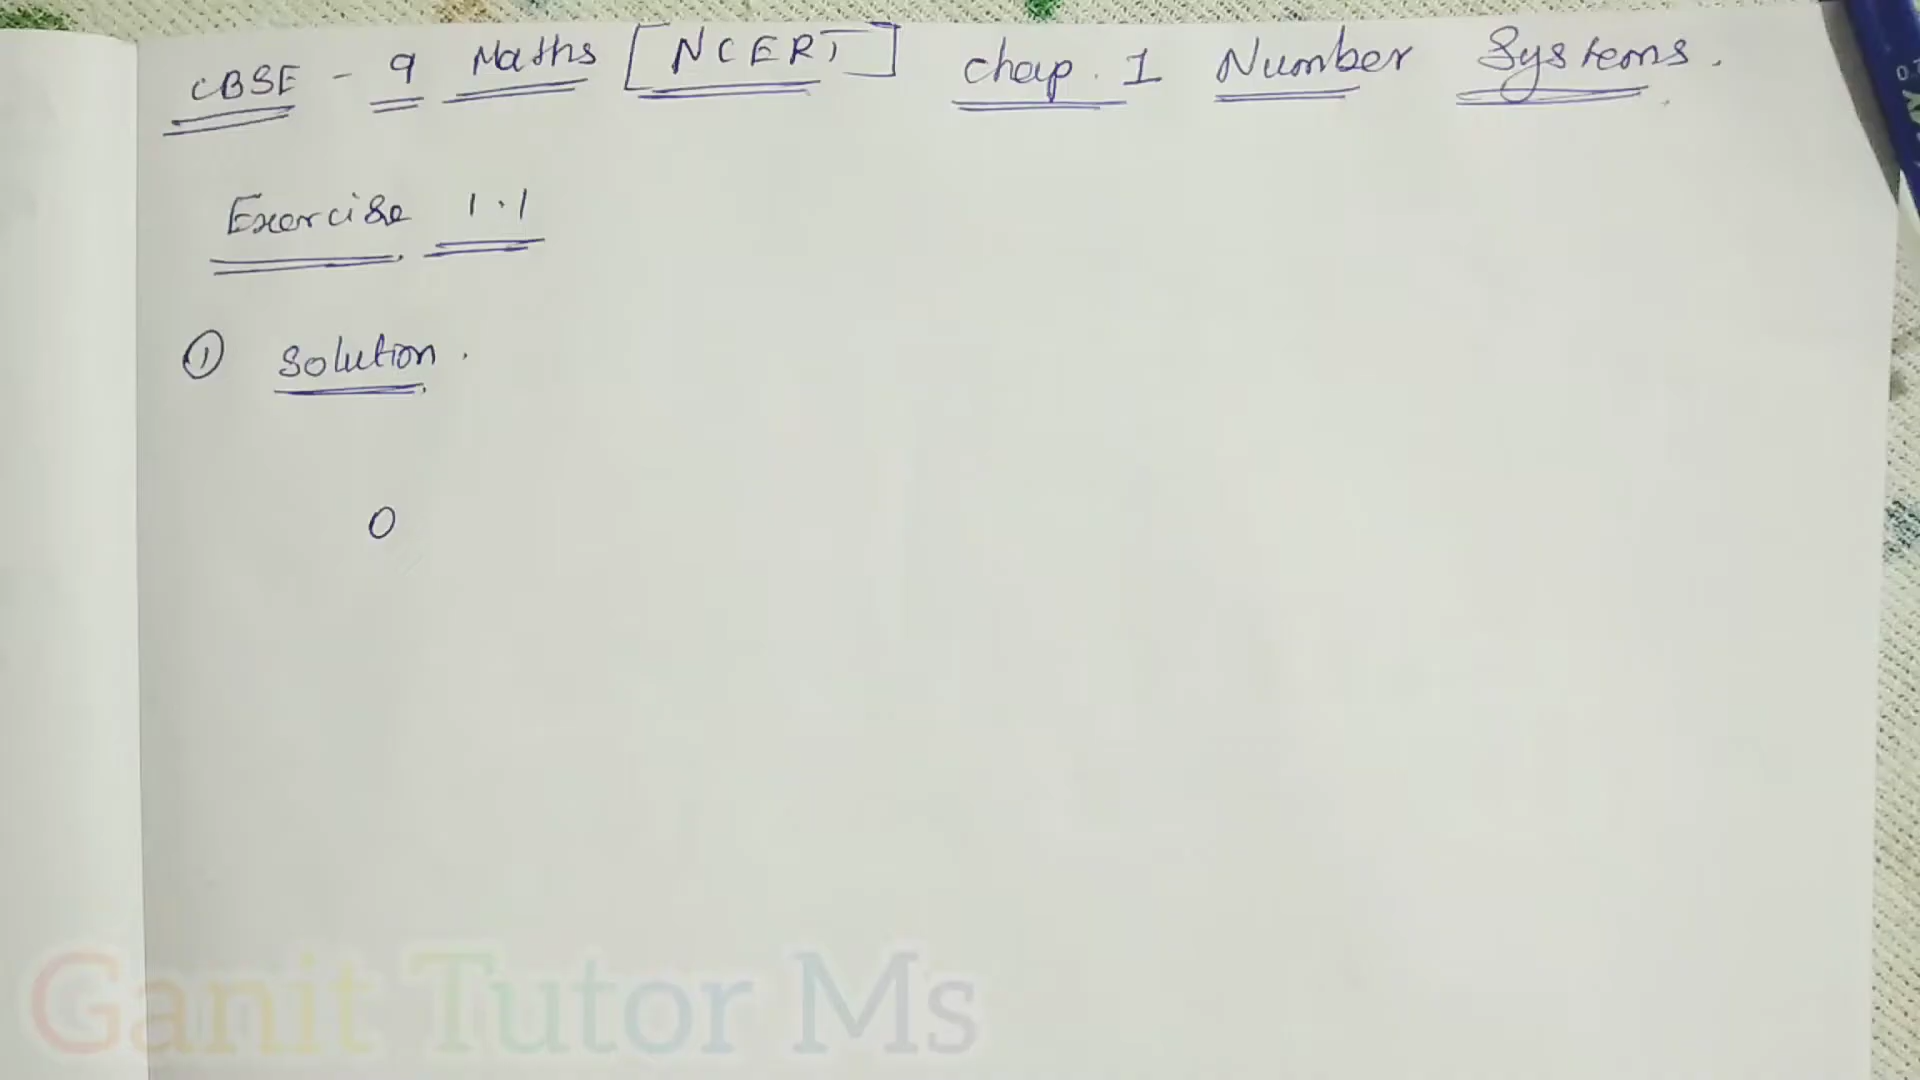 CBSE - 9 Maths [NCERT] chap. 1 Number Systems.
Exercise 1.1
① Solution.
0
Ganit Tutor Ms